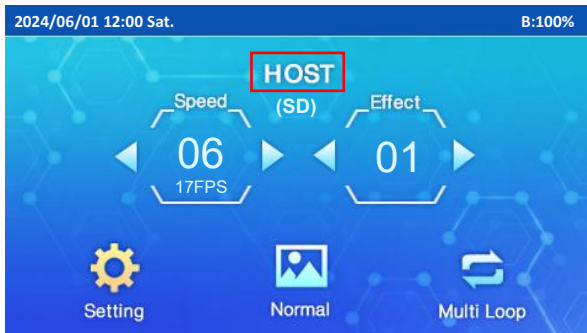 2024/06/01 12:00 Sat. B:100%
HOST
(SD)
Speed Effect
06 01
17FPS
Setting Normal Multi Loop